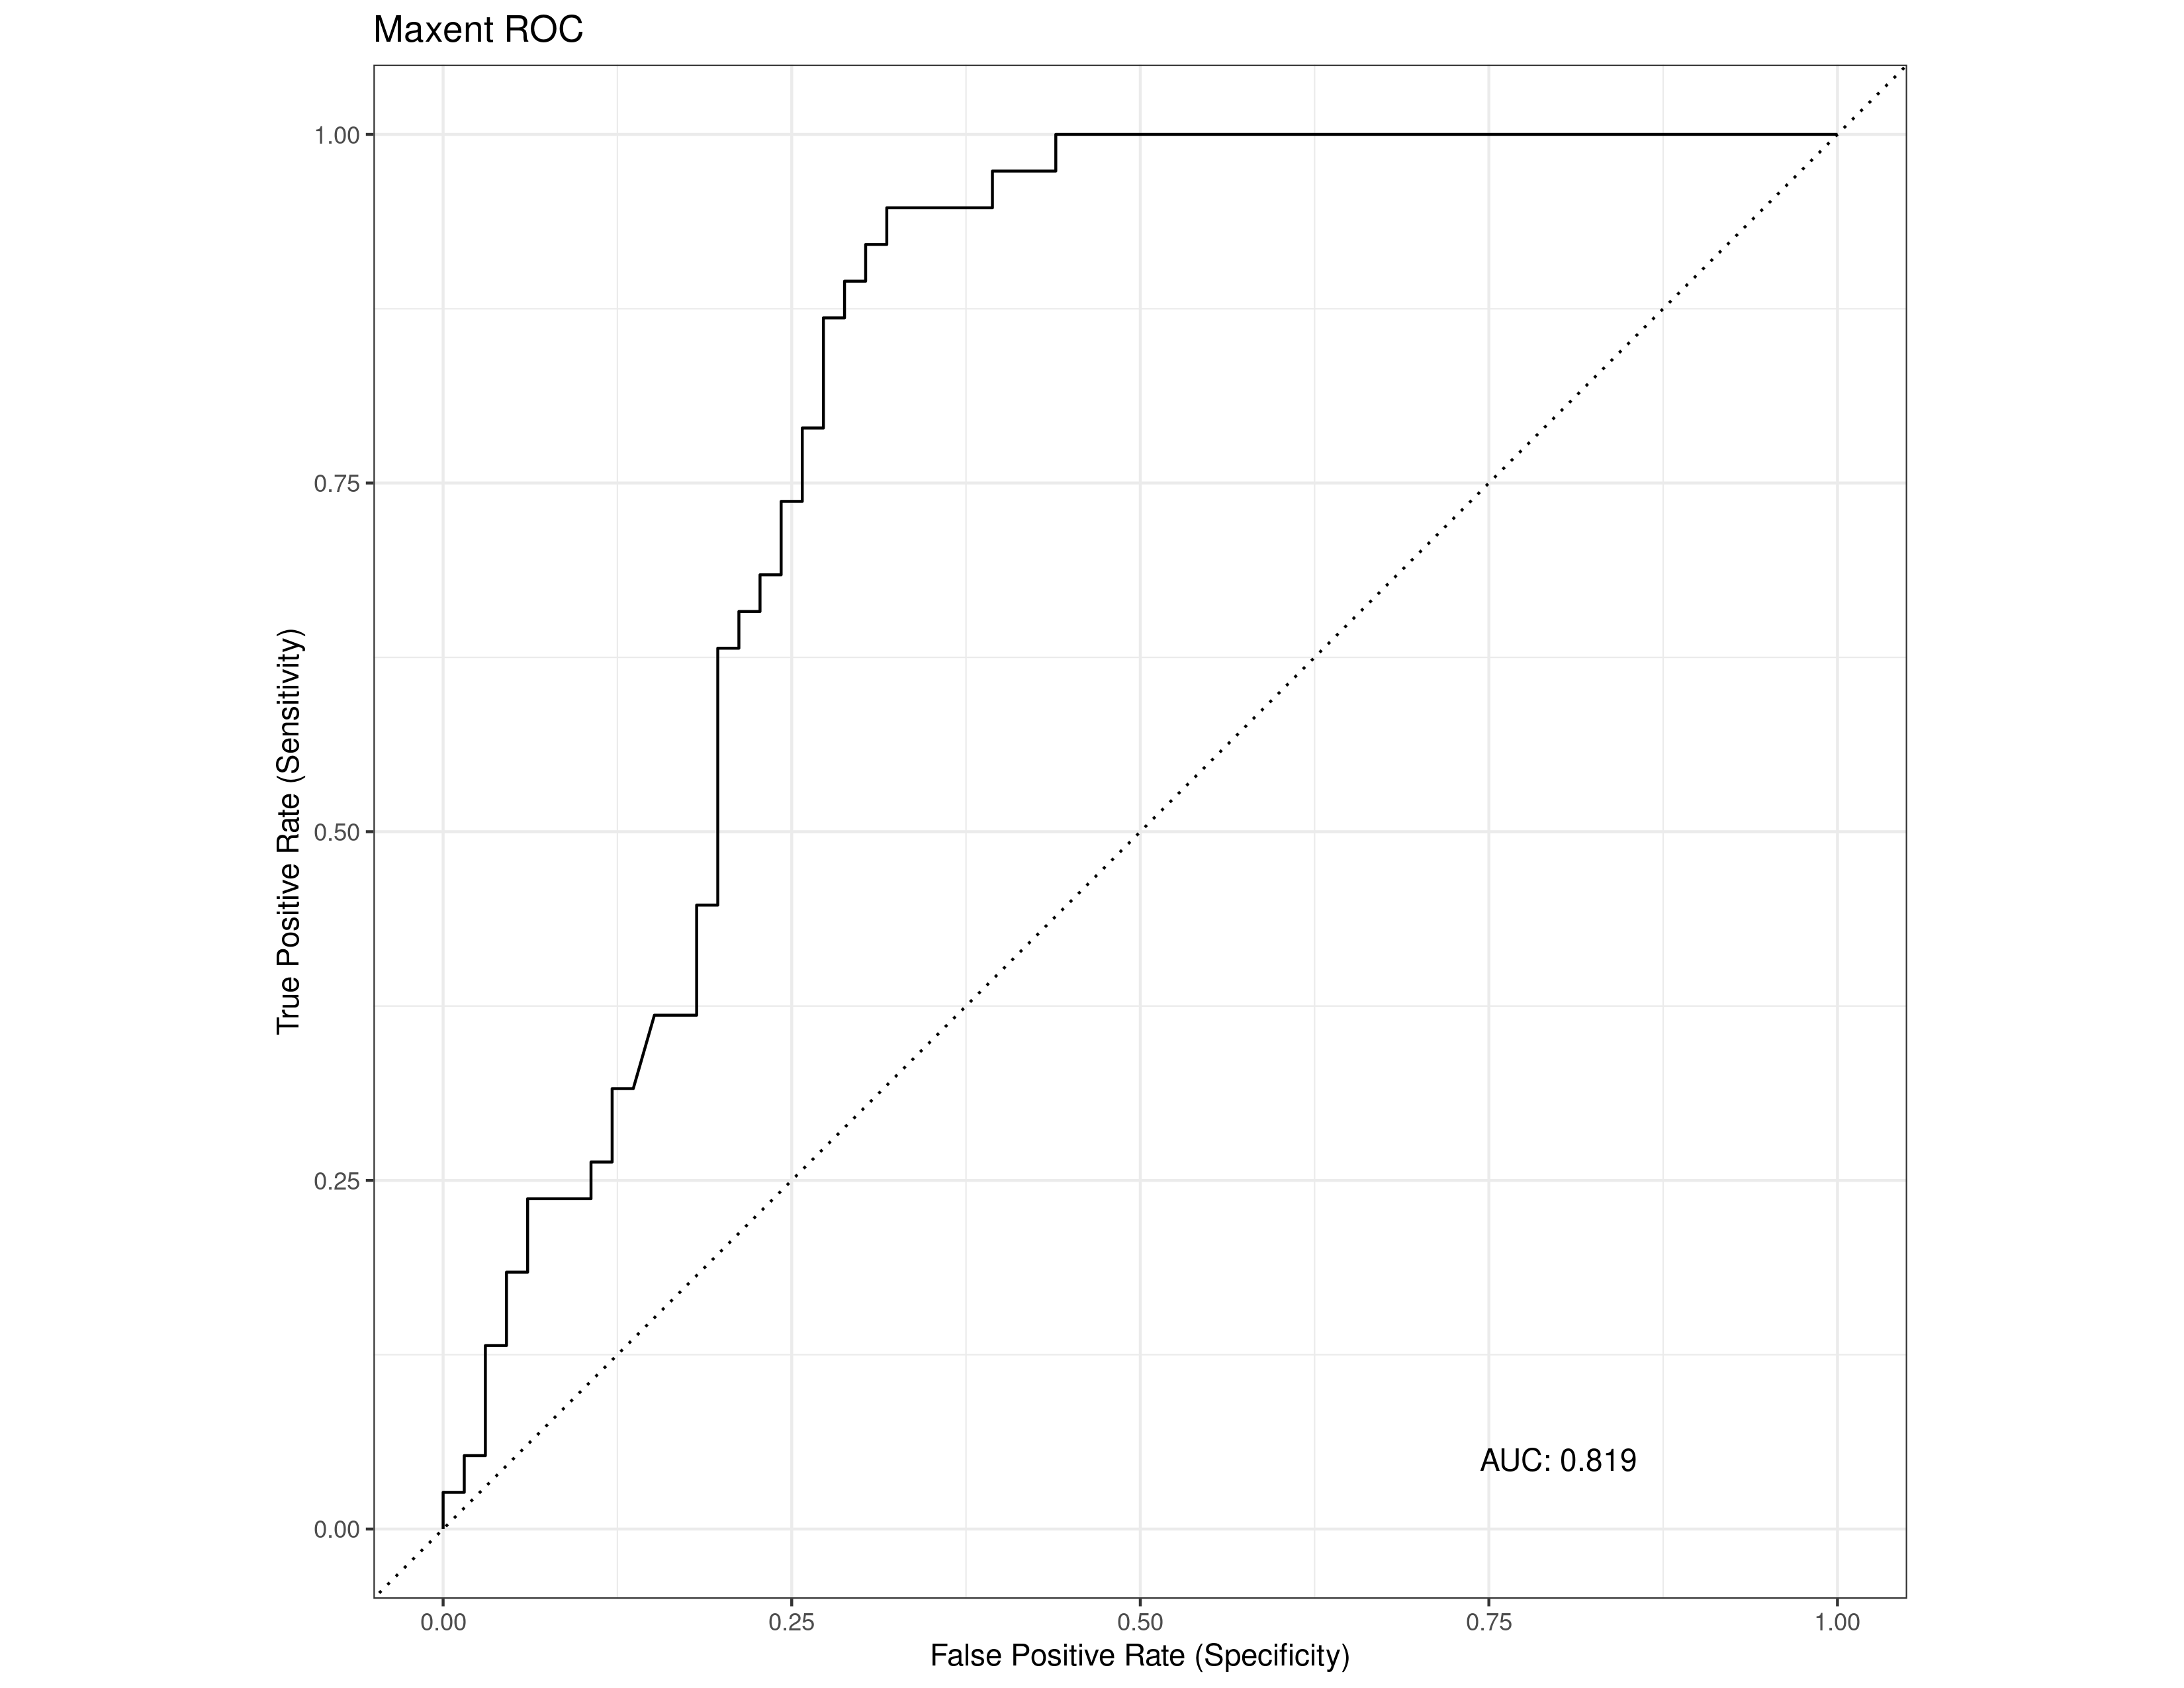 Maxent ROC
True Positive Rate (Sensitivity)
1.00
0.75
0.50
0.25
0.00
AUC: 0.819
0.00 0.25 0.50 0.75 1.00
False Positive Rate (Specificity)